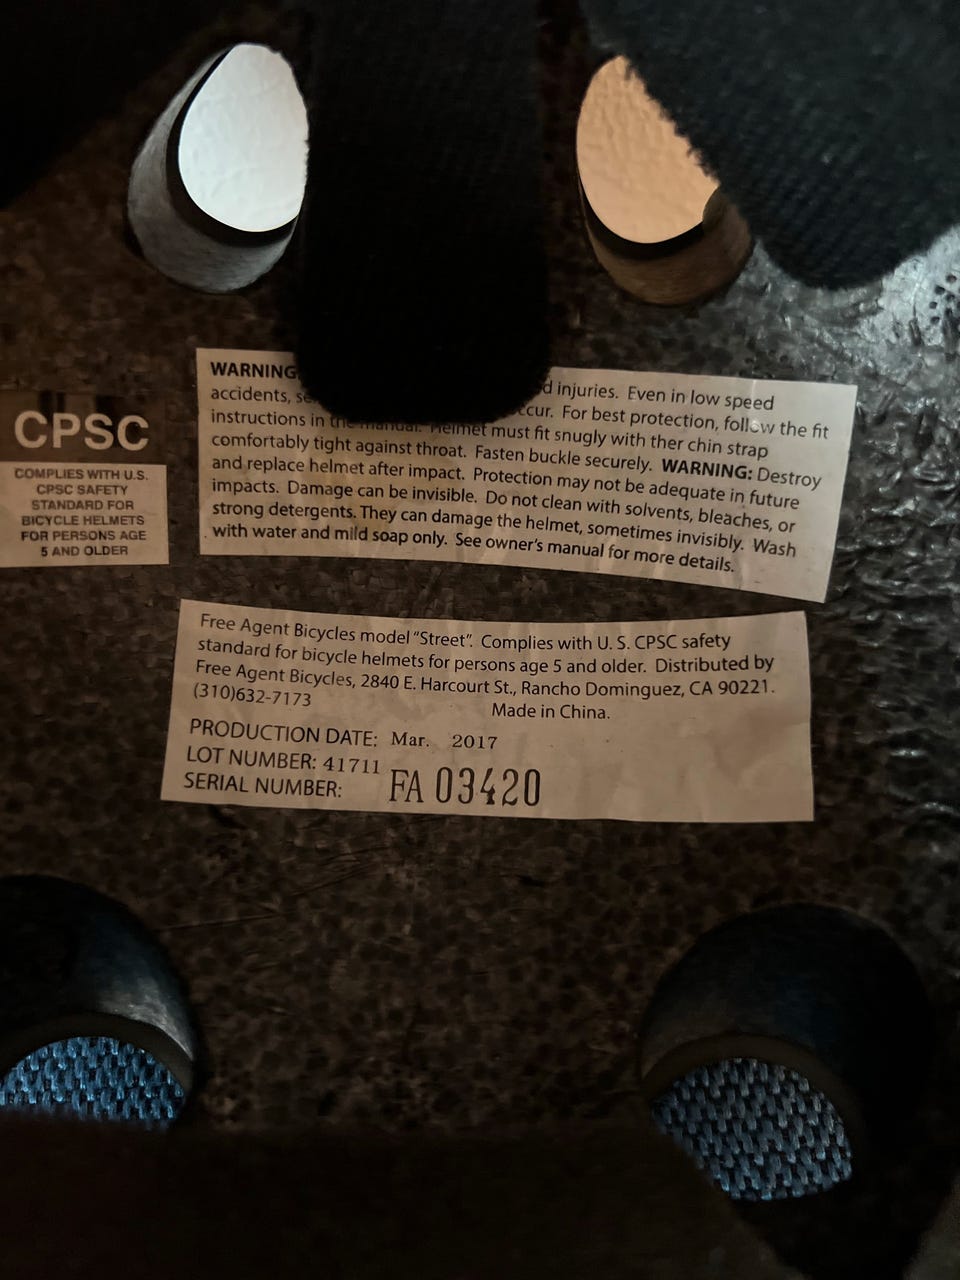 CPSC
COMPLIES WITH U.S.
CPSC SAFETY
STANDARD FOR
BICYCLE HELMETS
FOR PERSONS AGE
5 AND OLDER
WARNING injuries. Even in low speed
accidents, For best protection, follow the fit
instructions in the manual. Helmet must fit snugly with ther chin strap
comfortably tight against throat. Fasten buckle securely. WARNING: Destroy
and replace helmet after impact. Protection may not be adequate in future
impacts. Damage can be invisible. Do not clean with solvents, bleaches, or
strong detergents. They can damage the helmet, sometimes invisibly. Wash
with water and mild soap only. See owner's manual for more details.
Free Agent Bicycles model "Street". Complies with U. S. CPSC safety
standard for bicycle helmets for persons age 5 and older. Distributed by
Free Agent Bicycles, 2840 E. Harcourt St., Rancho Dominguez, CA 90221.
(310)632-7173 Made in China.
PRODUCTION DATE: Mar. 2017
LOT NUMBER: 41711
SERIAL NUMBER: FA 03420